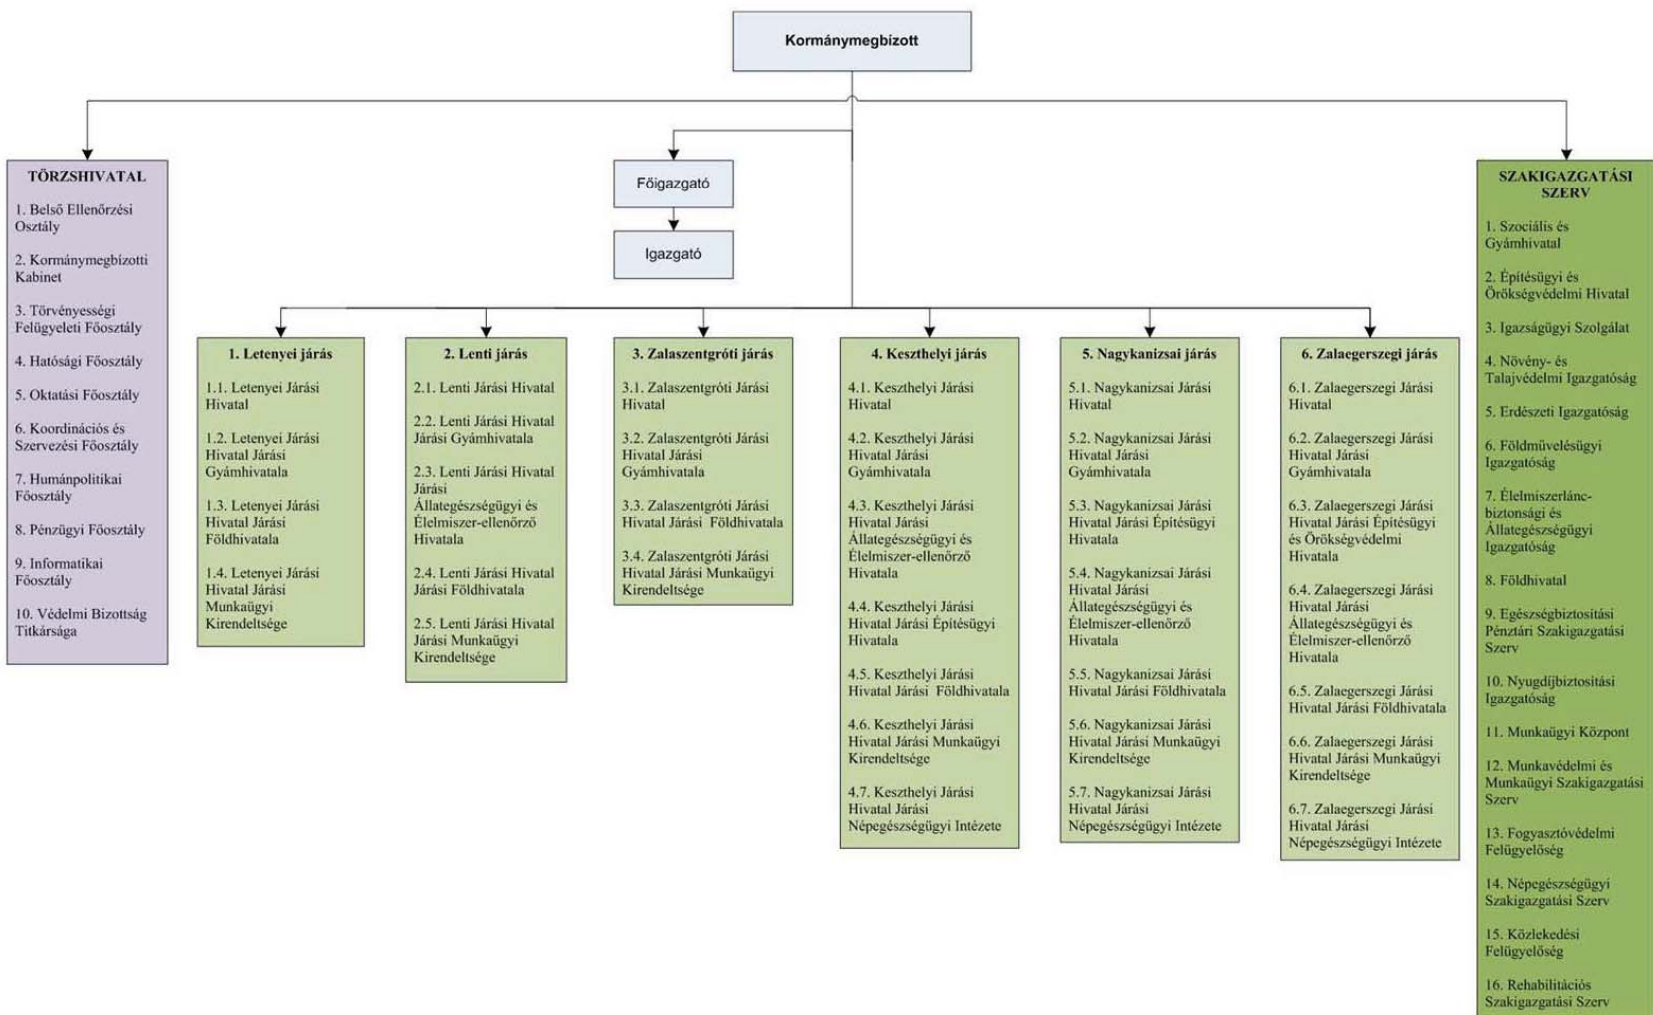 Kormánymegbízott
Főigazgató
Igazgató
TÖRZSHIVATAL
1. Belső Ellenőrzési
Osztály
2. Kormánymegbízotti
Kabinet
3. Törvényességi
Felügyeleti Főosztály
4. Hatósági Főosztály
5. Oktatási Főosztály
6. Koordinációs és
Szervezési Főosztály
7. Humánpolitikai
Főosztály
8. Pénzügyi Főosztály
9. Informatikai
Főosztály
10. Védelmi Bizottság
Titkársága
1. Letenyei járás
1.1. Letenyei Járási
Hivatal
1.2. Letenyei Járási
Hivatal Járási
Gyámhivatala
1.3. Letenyei Járási
Hivatal Járási
Földhivatala
1.4. Letenyei Járási
Hivatal Járási
Munkaügyi
Kirendeltsége
2. Lenti járás
2.1. Lenti Járási Hivatal
2.2. Lenti Járási Hivatal
Járási Gyámhivatala
2.3. Lenti Járási Hivatal
Járási
Állategészségügyi és
Élelmiszer-ellenőrző
Hivatala
2.4. Lenti Járási Hivatal
Járási Földhivatala
2.5. Lenti Járási Hivatal
Járási Munkaügyi
Kirendeltsége
3. Zalaszentgróti járás
3.1. Zalaszentgróti Járási
Hivatal
3.2. Zalaszentgróti Járási
Hivatal Járási
Gyámhivatala
3.3. Zalaszentgróti Járási
Hivatal Járási Földhivatala
3.4. Zalaszentgróti Járási
Hivatal Járási Munkaügyi
Kirendeltsége
4. Keszthelyi járás
4.1. Keszthelyi Járási
Hivatal
4.2. Keszthelyi Járási
Hivatal Járási
Gyámhivatala
4.3. Keszthelyi Járási
Hivatal Járási
Állategészségügyi és
Élelmiszer-ellenőrző
Hivatala
4.4. Keszthelyi Járási
Hivatal Járási Építésügyi
Hivatala
4.5. Keszthelyi Járási
Hivatal Járási Földhivatala
4.6. Keszthelyi Járási
Hivatal Járási Munkaügyi
Kirendeltsége
4.7. Keszthelyi Járási
Hivatal Járási
Népegészségügyi Intézete
5. Nagykanizsai járás
5.1. Nagykanizsai Járási
Hivatal
5.2. Nagykanizsai Járási
Hivatal Járási
Gyámhivatala
5.3. Nagykanizsai Járási
Hivatal Járási Építésügyi
Hivatala
5.4. Nagykanizsai Járási
Hivatal Járási
Állategészségügyi és
Élelmiszer-ellenőrző
Hivatala
5.5. Nagykanizsai Járási
Hivatal Járási Földhivatala
5.6. Nagykanizsai Járási
Hivatal Járási Munkaügyi
Kirendeltsége
5.7. Nagykanizsai Járási
Hivatal Járási
Népegészségügyi Intézete
6. Zalaegerszegi járás
6.1. Zalaegerszegi Járási
Hivatal
6.2. Zalaegerszegi Járási
Hivatal Járási
Gyámhivatala
6.3. Zalaegerszegi Járási
Hivatal Járási Építésügyi
és Örökségvédelmi
Hivatala
6.4. Zalaegerszegi Járási
Hivatal Járási
Állategészségügyi és
Élelmiszer-ellenőrző
Hivatala
6.5. Zalaegerszegi Járási
Hivatal Járási Földhivatala
6.6. Zalaegerszegi Járási
Hivatal Járási Munkaügyi
Kirendeltsége
6.7. Zalaegerszegi Járási
Hivatal Járási
Népegészségügyi Intézete
SZAKIGAZGATÁSI
SZERV
1. Szociális és
Gyámhivatal
2. Építésügyi és
Örökségvédelmi Hivatal
3. Igazságügyi Szolgálat
4. Növény- és
Talajvédelmi Igazgatóság
5. Erdészeti Igazgatóság
6. Földművelésügyi
Igazgatóság
7. Élelmiszerlánc-
biztonsági és
Állategészségügyi
Igazgatóság
8. Földhivatal
9. Egészségbiztosítási
Pénztári Szakigazgatási
Szerv
10. Nyugdíjbiztosítási
Igazgatóság
11. Munkaügyi Központ
12. Munkavédelmi és
Munkaügyi Szakigazgatási
Szerv
13. Fogyasztóvédelmi
Felügyelőség
14. Népegészségügyi
Szakigazgatási Szerv
15. Közlekedési
Felügyelőség
16. Rehabilitációs
Szakigazgatási Szerv